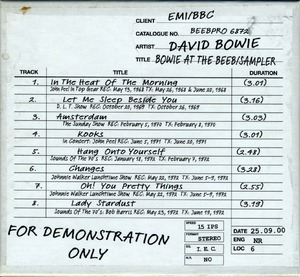 CLIENT EMI/BBC
CATALOGUE NO. BEEBPRO 6872
ARTIST DAVID BOWIE
TITLE BOWIE AT THE BEEB/SAMPLER
TRACK TITLE DURATION
1. In The Heat Of The Morning (3.01)
John Peel in Top Gear REC: May 13, 1968 TX: May 26, 1968 & June 30, 1968
2. Let Me Sleep Beside You (3.16)
D.L.T. Show REC: October 20, 1969 TX: October 26, 1969
3. Amsterdam (3.03)
The Sunday Show REC: February 5, 1970 TX: February 8, 1970
4. Kooks (3.01)
In Concert: John Peel REC: June 3, 1971 TX: June 20, 1971
5. Hang Onto Yourself (2.48)
Sounds Of The 70's: REC: January 18, 1972 TX: February 7, 1972
6. Changes (3.28)
Johnnie Walker Lunchtime Show REC: May 22, 1972 TX: June 5-9, 1972
7. Oh! You Pretty Things (2.55)
Johnnie Walker Lunchtime Show REC: May 22, 1972 TX: June 5-9, 1972
8. Lady Stardust (3.19)
Sounds Of The 70's: Bob Harris REC: May 23, 1972 TX: June 19, 1972
FOR DEMONSTRATION
ONLY
SPEED 15 IPS DATE 25.09.00
STEREO ENG NR
EQ. I.E.C. LOC 6
N.R. NO